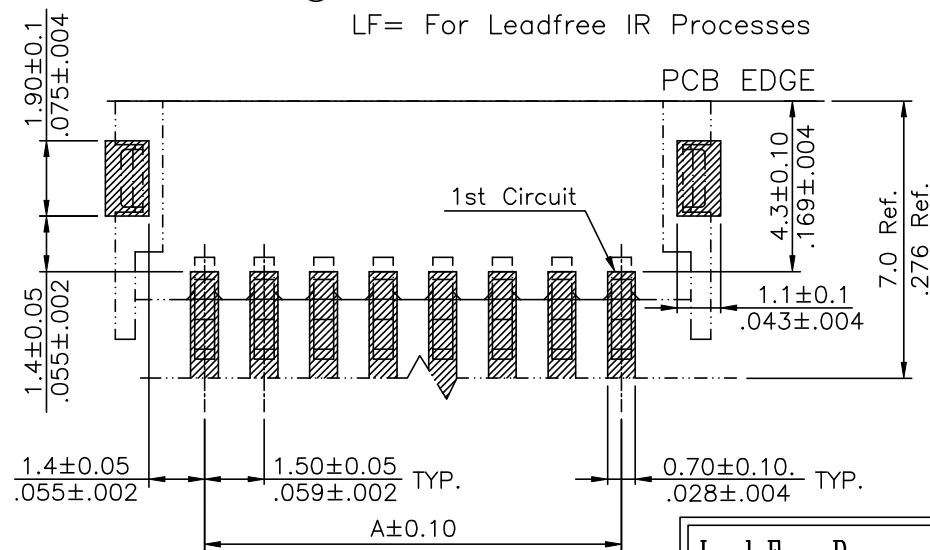 LF= For Leadfree IR Processes
PCB EDGE
1.90±0.1
.075±.004
1st Circuit
4.3±0.10
.169±.004
7.0 Ref.
.276 Ref.
1.1±0.1
.043±.004
1.4±0.05
.055±.002
1.4±0.05
.055±.002
1.50±0.05
.059±.002
TYP.
0.70±0.10.
.028±.004
TYP.
A±0.10